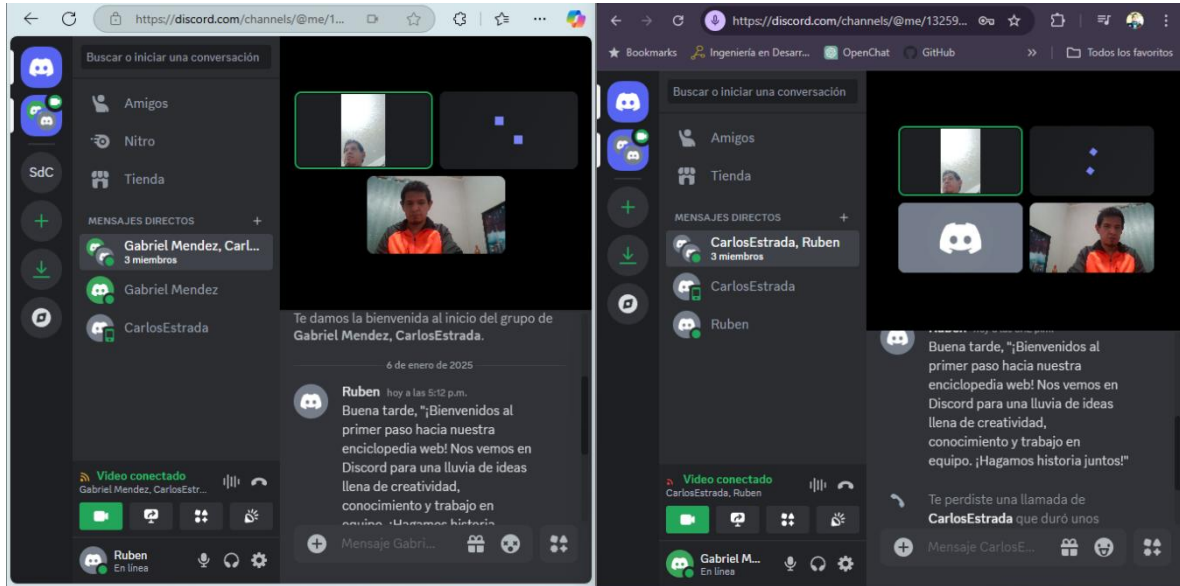 https://discord.com/channels/@me/1...
Buscar o iniciar una conversación
Amigos
Nitro
SdC
Tienda
MENSAJES DIRECTOS
Gabriel Mendez, Carl...
3 miembros
Gabriel Mendez
CarlosEstrada
Te damos la bienvenida al inicio del grupo de
Gabriel Mendez, CarlosEstrada.
6 de enero de 2025
Ruben hoy a las 5:12 p.m.
Buena tarde, "¡Bienvenidos al
primer paso hacia nuestra
enciclopedia web! Nos vemos en
Discord para una lluvia de ideas
llena de creatividad,
conocimiento y trabajo en
equipo. ¡Hagamos historia
Video conectado
Gabriel Mendez, CarlosEstr...
Ruben
En línea
Mensaje Gabri...
https://discord.com/channels/@me/13259...
Bookmarks
Ingeniería en Desarr...
OpenChat
GitHub
»
Todos los favoritos
Buscar o iniciar una conversación
Amigos
Tienda
MENSAJES DIRECTOS
CarlosEstrada, Ruben
3 miembros
CarlosEstrada
Ruben
Buena tarde, "¡Bienvenidos al
primer paso hacia nuestra
enciclopedia web! Nos vemos en
Discord para una lluvia de ideas
llena de creatividad,
conocimiento y trabajo en
equipo. ¡Hagamos historia juntos!"
Te perdiste una llamada de
CarlosEstrada que duró unos
Video conectado
CarlosEstrada, Ruben
Gabriel M...
En línea
Mensaje CarlosE...